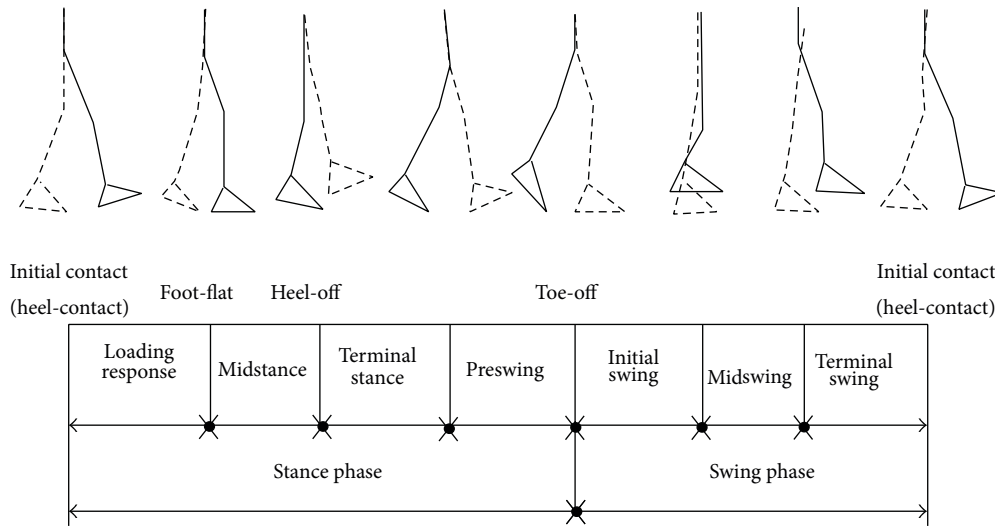 Initial contact
(heel-contact)
Foot-flat
Heel-off
Toe-off
Initial contact
(heel-contact)
Loading
response
Midstance
Terminal
stance
Preswing
Initial
swing
Midswing
Terminal
swing
Stance phase
Swing phase